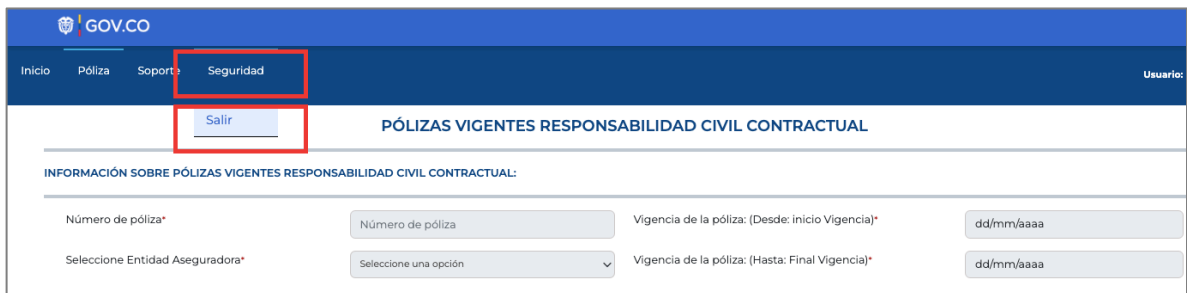 GOV.CO
Inicio Póliza Soporte Seguridad Usuario:
Salir
PÓLIZAS VIGENTES RESPONSABILIDAD CIVIL CONTRACTUAL
INFORMACIÓN SOBRE PÓLIZAS VIGENTES RESPONSABILIDAD CIVIL CONTRACTUAL:
Número de póliza* Número de póliza Vigencia de la póliza: (Desde: inicio Vigencia)* dd/mm/aaaa
Seleccione Entidad Aseguradora* Seleccione una opción Vigencia de la póliza: (Hasta: Final Vigencia)* dd/mm/aaaa